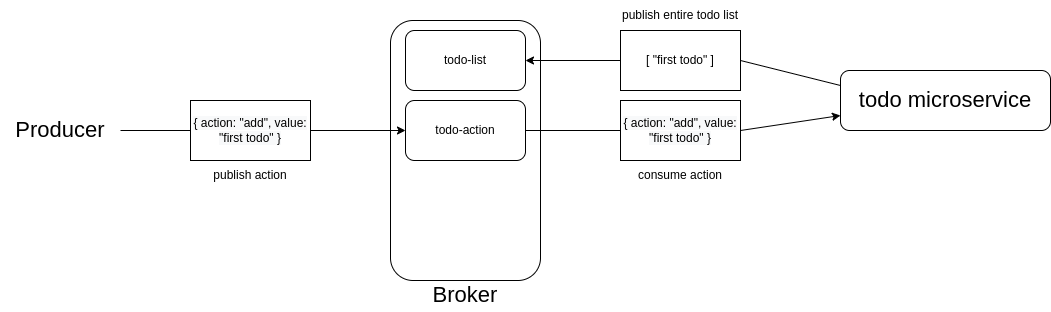 publish entire todo list
todo-list
[ "first todo" ]
todo microservice
Producer
{ action: "add", value:
"first todo" }
todo-action
{ action: "add", value:
"first todo" }
publish action
consume action
Broker